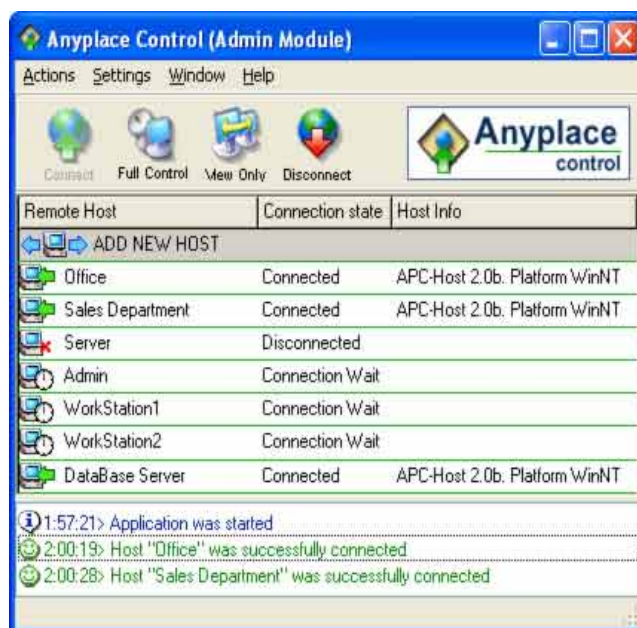 Anyplace Control (Admin Module)
Actions Settings Window Help
Connect Full Control View Only Disconnect
Anyplace
control
Remote Host Connection state Host Info
ADD NEW HOST
Office Connected APC-Host 2.0b. Platform WinNT
Sales Department Connected APC-Host 2.0b. Platform WinNT
Server Disconnected
Admin Connection Wait
WorkStation1 Connection Wait
WorkStation2 Connection Wait
DataBase Server Connected APC-Host 2.0b. Platform WinNT
1:57:21> Application was started
2:00:19> Host "Office" was successfully connected
2:00:28> Host "Sales Department" was successfully connected